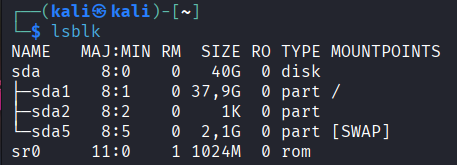 ┌──(kali㉿kali)-[~]
└─$ lsblk
NAME   MAJ:MIN RM  SIZE RO TYPE MOUNTPOINTS
sda      8:0    0   40G  0 disk
├─sda1   8:1    0 37,9G  0 part /
├─sda2   8:2    0    1K  0 part
└─sda5   8:5    0  2,1G  0 part [SWAP]
sr0     11:0    1 1024M  0 rom